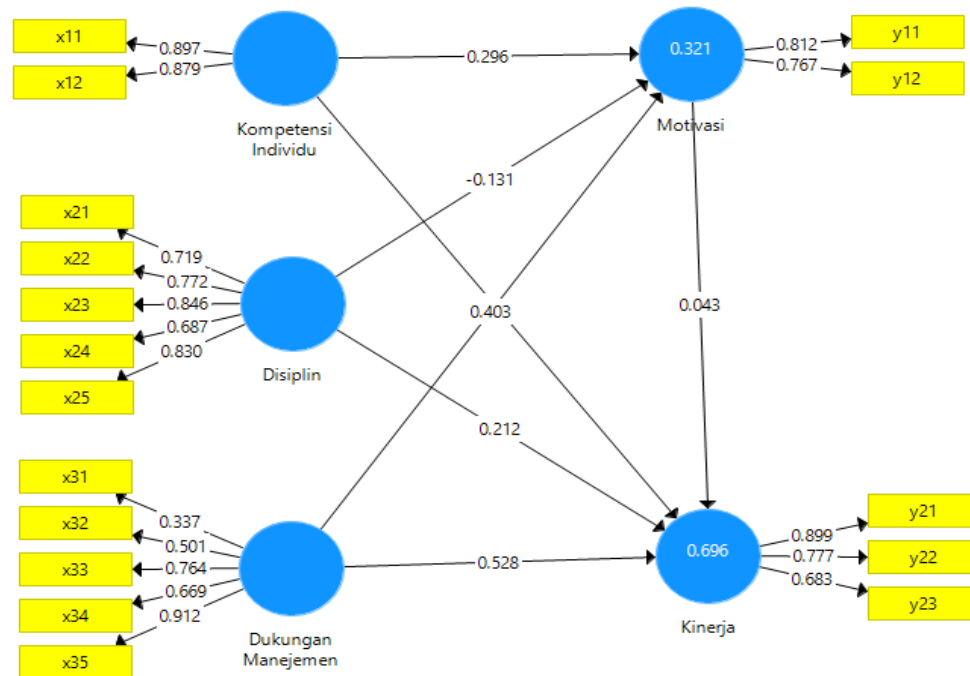 x11
0.897
x12
0.879
Kompetensi
Individu
0.296
0.321
Motivasi
0.812
y11
0.767
y12
-0.131
x21
0.719
x22
0.772
x23
0.846
x24
0.687
x25
0.830
Disiplin
0.403
0.043
0.212
x31
0.337
x32
0.501
x33
0.764
x34
0.669
x35
0.912
Dukungan
Manajemen
0.528
0.696
Kinerja
0.899
y21
0.777
y22
0.683
y23